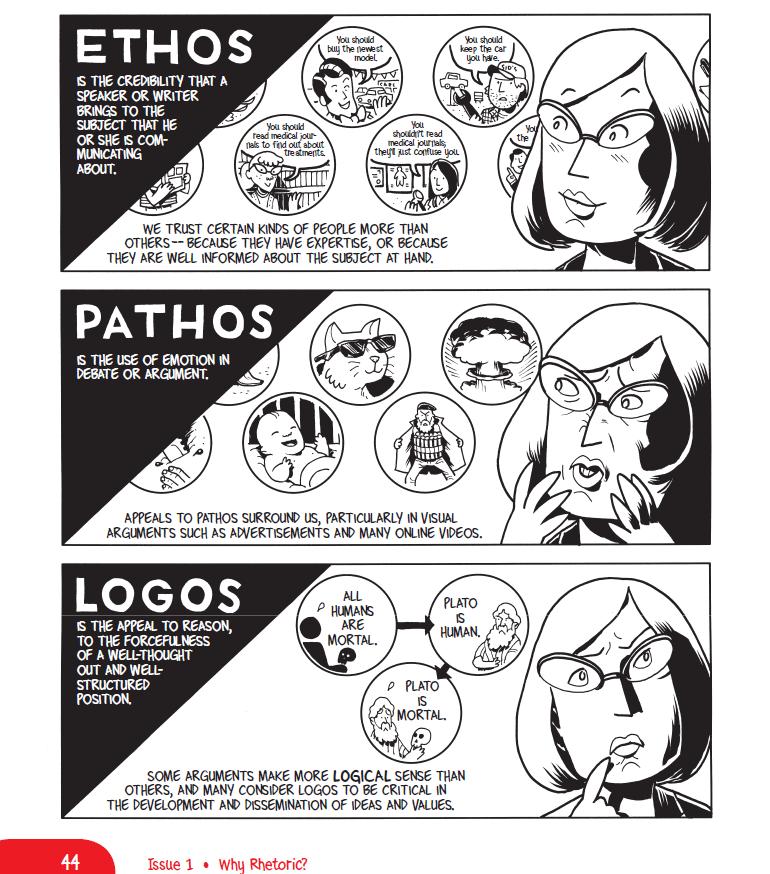 ETHOS
IS THE CREDIBILITY THAT A
SPEAKER OR WRITER
BRINGS TO THE
SUBJECT THAT HE
OR SHE IS COM-
MUNICATING
ABOUT.
You should
buy the newest
model.
You should
keep the car
you have.
SID'S
You should
read medical jour-
nals to find out about
treatments.
You
shouldn't read
medical journals;
they'll just confuse you.
You
the
WE TRUST CERTAIN KINDS OF PEOPLE MORE THAN
OTHERS-- BECAUSE THEY HAVE EXPERTISE, OR BECAUSE
THEY ARE WELL INFORMED ABOUT THE SUBJECT AT HAND.
PATHOS
IS THE USE OF EMOTION IN
DEBATE OR ARGUMENT.
APPEALS TO PATHOS SURROUND US, PARTICULARLY IN VISUAL
ARGUMENTS SUCH AS ADVERTISEMENTS AND MANY ONLINE VIDEOS.
LOGOS
IS THE APPEAL TO REASON,
TO THE FORCEFULNESS
OF A WELL-THOUGHT
OUT AND WELL-
STRUCTURED
POSITION.
ALL
HUMANS
ARE
MORTAL.
PLATO
IS
HUMAN.
PLATO
IS
MORTAL.
SOME ARGUMENTS MAKE MORE LOGICAL SENSE THAN
OTHERS, AND MANY CONSIDER LOGOS TO BE CRITICAL IN
THE DEVELOPMENT AND DISSEMINATION OF IDEAS AND VALUES.
44 Issue 1 • Why Rhetoric?